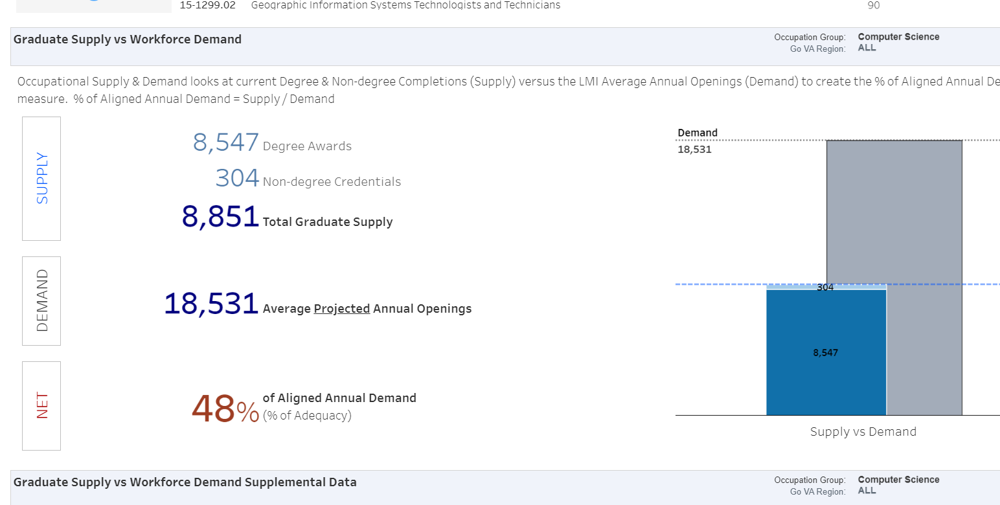 15-1299.02 Geographic Information Systems Technologists and Technicians 90
Graduate Supply vs Workforce Demand
Occupation Group: Computer Science
Go VA Region: ALL
Occupational Supply & Demand looks at current Degree & Non-degree Completions (Supply) versus the LMI Average Annual Openings (Demand) to create the % of Aligned Annual De
measure. % of Aligned Annual Demand = Supply / Demand
SUPPLY
8,547 Degree Awards
304 Non-degree Credentials
8,851 Total Graduate Supply
DEMAND
18,531 Average Projected Annual Openings
NET
48% of Aligned Annual Demand
(% of Adequacy)
Demand
18,531
304
8,547
Supply vs Demand
Graduate Supply vs Workforce Demand Supplemental Data
Occupation Group: Computer Science
Go VA Region: ALL